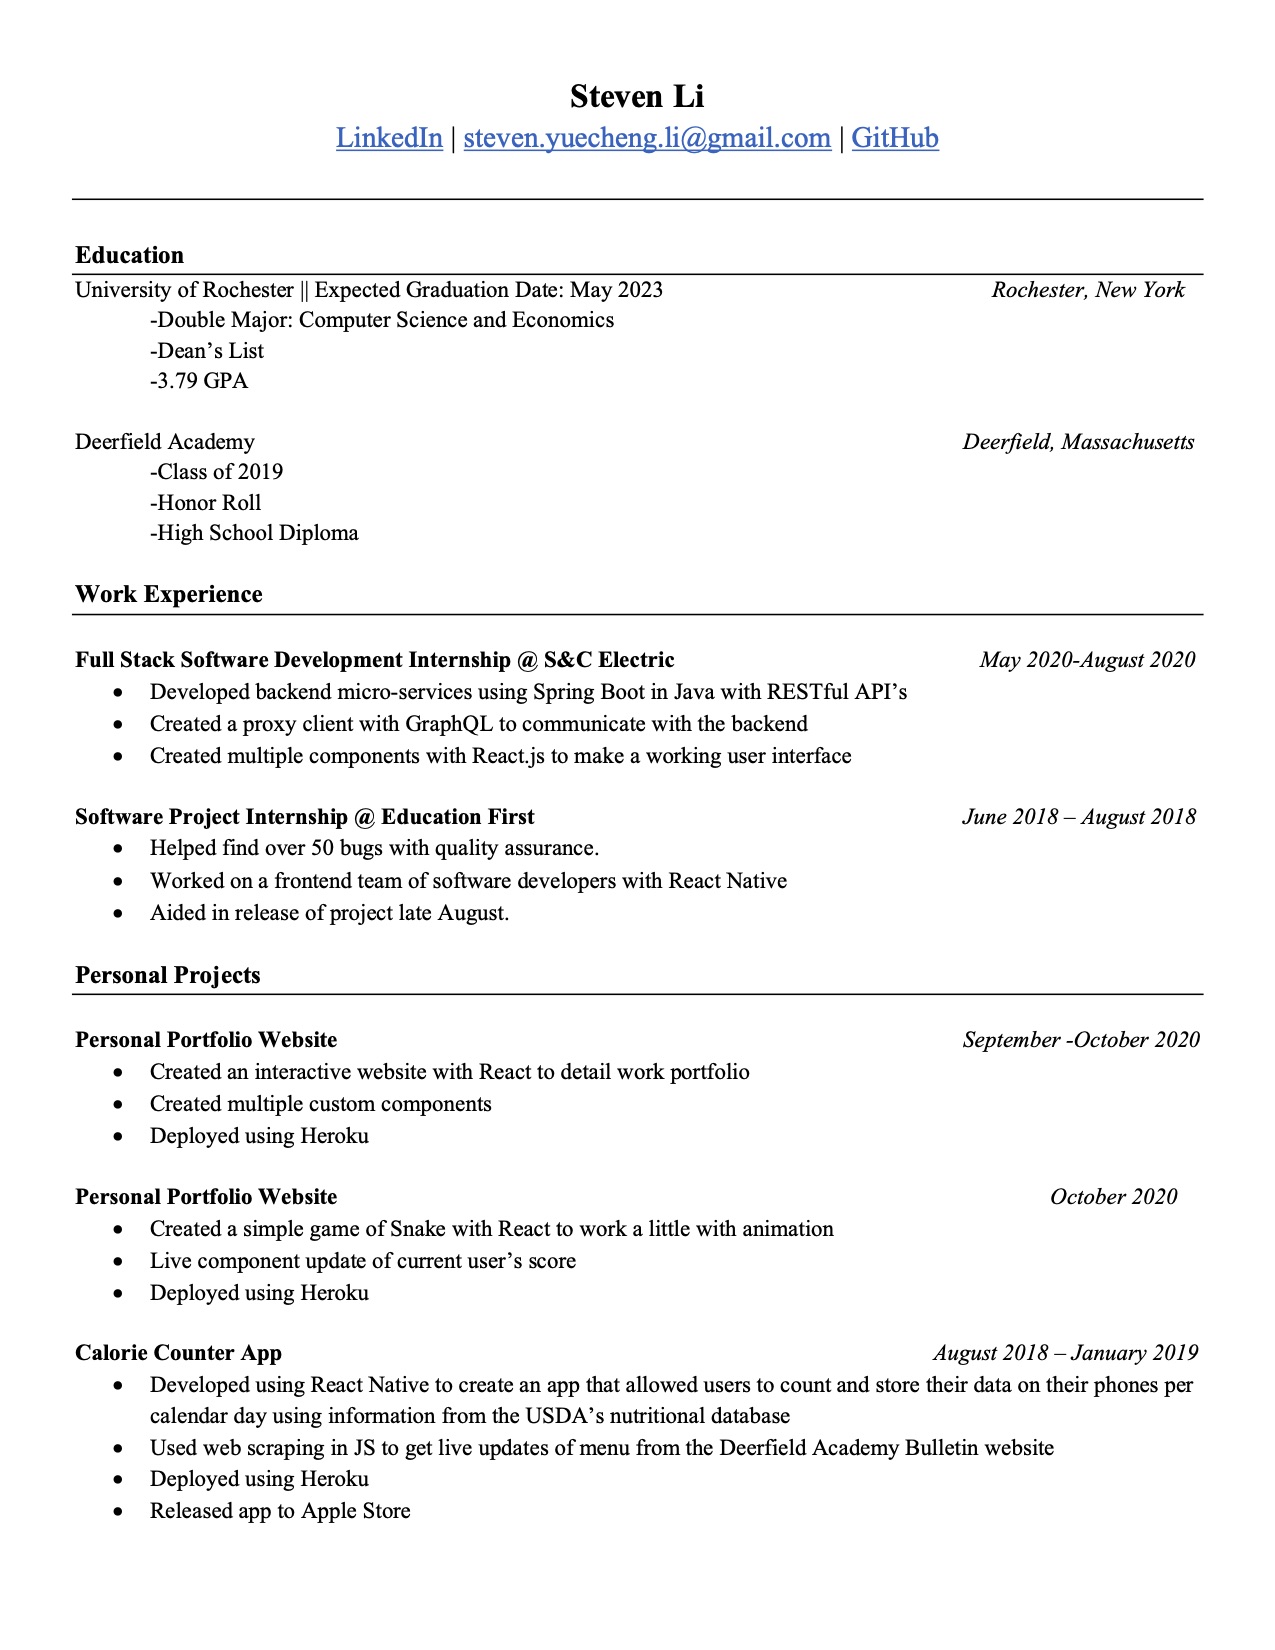 Steven Li
LinkedIn | steven.yuecheng.li@gmail.com | GitHub
Education
University of Rochester || Expected Graduation Date: May 2023 Rochester, New York
-Double Major: Computer Science and Economics
-Dean’s List
-3.79 GPA
Deerfield Academy Deerfield, Massachusetts
-Class of 2019
-Honor Roll
-High School Diploma
Work Experience
Full Stack Software Development Internship @ S&C Electric May 2020-August 2020
• Developed backend micro-services using Spring Boot in Java with RESTful API’s
• Created a proxy client with GraphQL to communicate with the backend
• Created multiple components with React.js to make a working user interface
Software Project Internship @ Education First June 2018 – August 2018
• Helped find over 50 bugs with quality assurance.
• Worked on a frontend team of software developers with React Native
• Aided in release of project late August.
Personal Projects
Personal Portfolio Website September -October 2020
• Created an interactive website with React to detail work portfolio
• Created multiple custom components
• Deployed using Heroku
Personal Portfolio Website October 2020
• Created a simple game of Snake with React to work a little with animation
• Live component update of current user’s score
• Deployed using Heroku
Calorie Counter App August 2018 – January 2019
• Developed using React Native to create an app that allowed users to count and store their data on their phones per
calendar day using information from the USDA’s nutritional database
• Used web scraping in JS to get live updates of menu from the Deerfield Academy Bulletin website
• Deployed using Heroku
• Released app to Apple Store